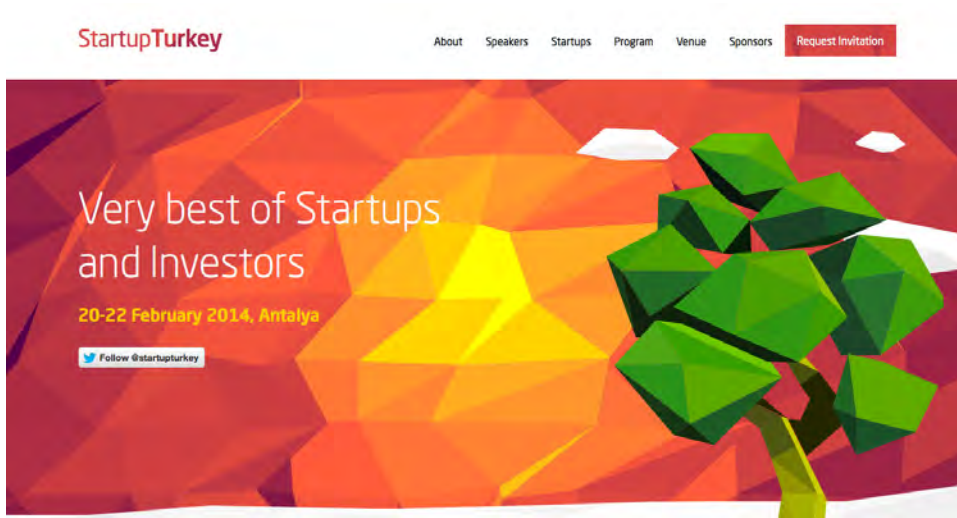 StartupTurkey
About Speakers Startups Program Venue Sponsors Request Invitation
Very best of Startups
and Investors
20-22 February 2014, Antalya
Follow @startupturkey